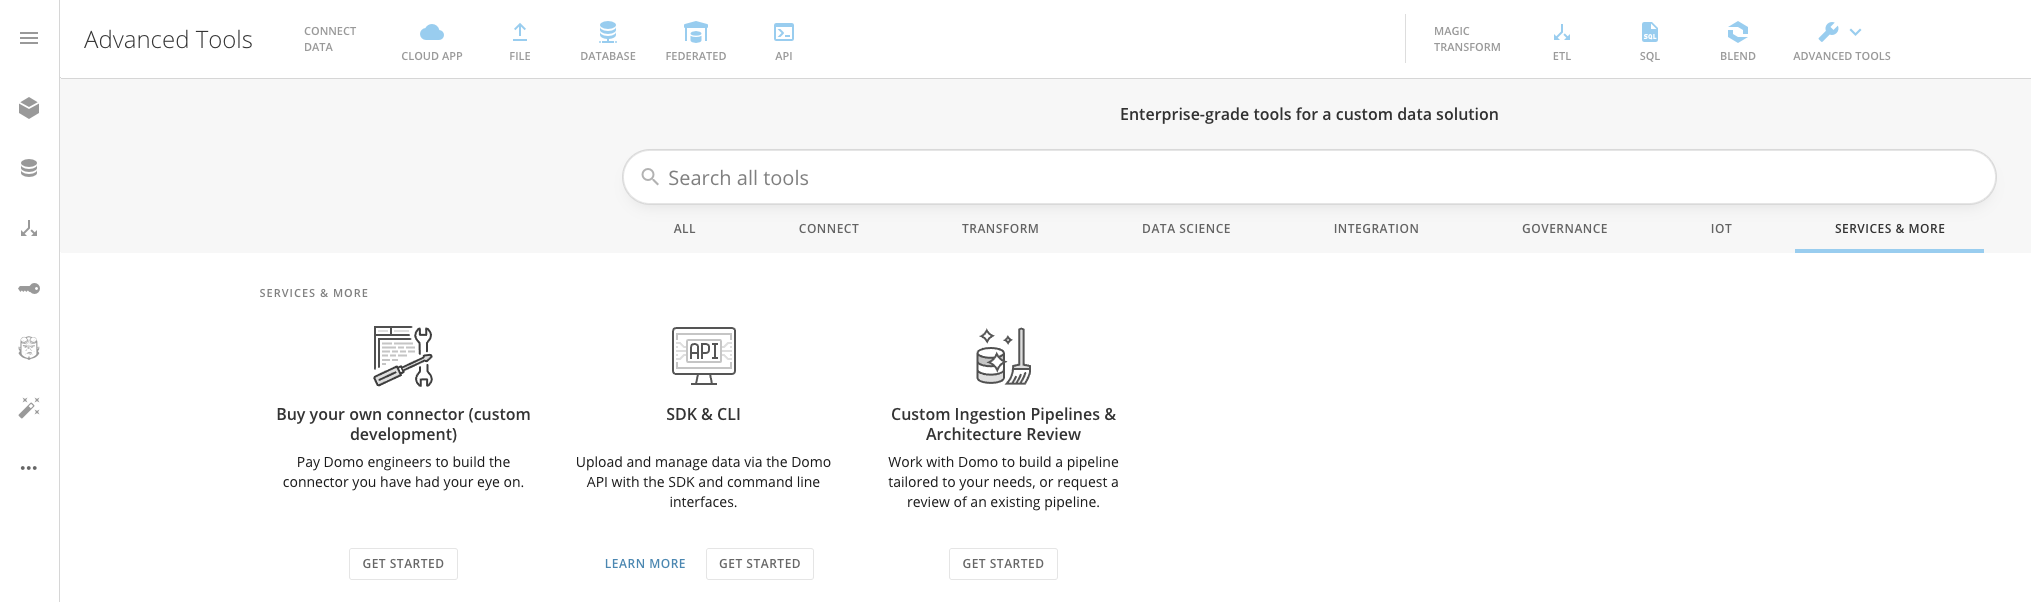 Advanced Tools
CONNECT
DATA
CLOUD APP
FILE
DATABASE
FEDERATED
API
MAGIC
TRANSFORM
ETL
SQL
SQL
BLEND
ADVANCED TOOLS
Enterprise-grade tools for a custom data solution
Search all tools
ALL
CONNECT
TRANSFORM
DATA SCIENCE
INTEGRATION
GOVERNANCE
IOT
SERVICES & MORE
SERVICES & MORE
Buy your own connector (custom
development)
Pay Domo engineers to build the
connector you have had your eye on.
GET STARTED
API
SDK & CLI
Upload and manage data via the Domo
API with the SDK and command line
interfaces.
LEARN MORE
GET STARTED
Custom Ingestion Pipelines &
Architecture Review
Work with Domo to build a pipeline
tailored to your needs, or request a
review of an existing pipeline.
GET STARTED